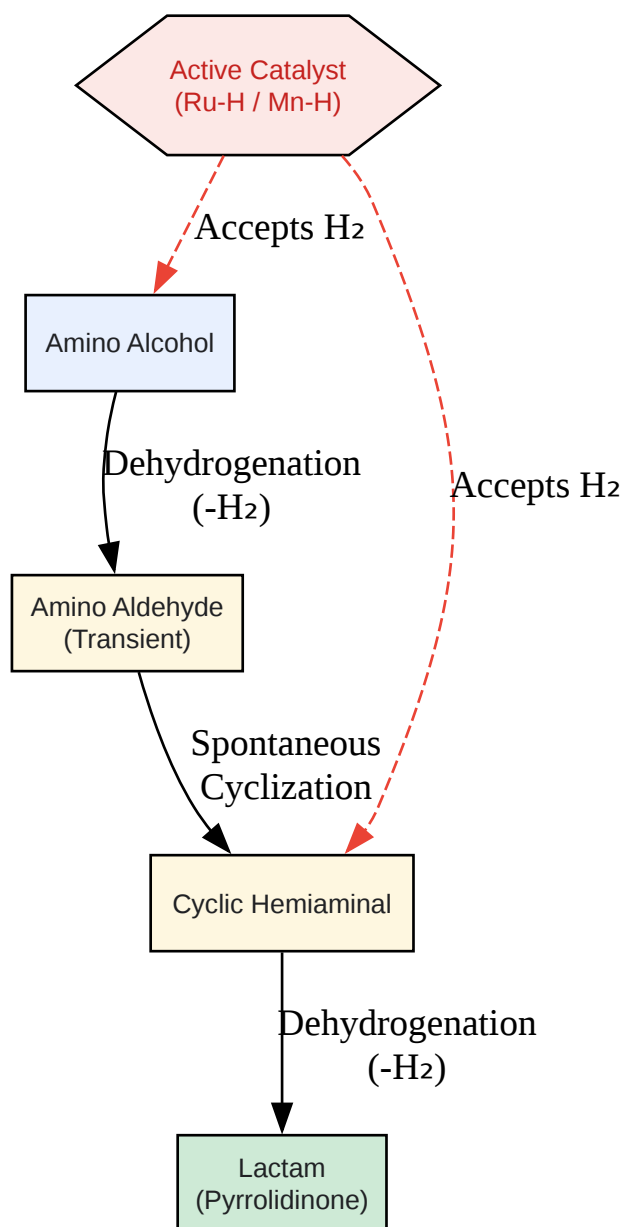 Active Catalyst
(Ru-H / Mn-H)
Accepts H₂
Amino Alcohol
Dehydrogenation
(-H₂)
Accepts H₂
Amino Aldehyde
(Transient)
Spontaneous
Cyclization
Cyclic Hemiaminal
Dehydrogenation
(-H₂)
Lactam
(Pyrrolidinone)